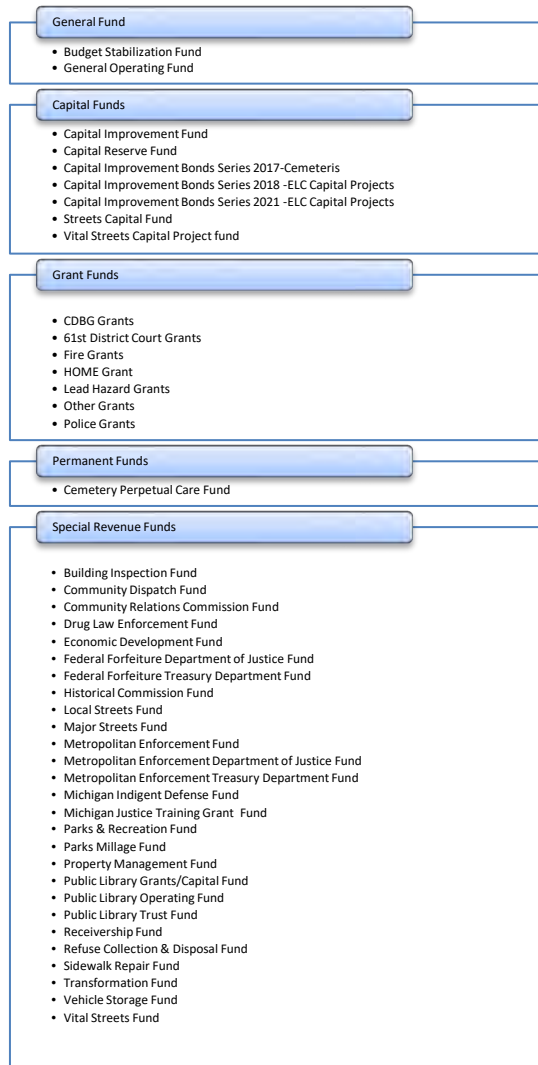 General Fund
• Budget Stabilization Fund
• General Operating Fund
Capital Funds
• Capital Improvement Fund
• Capital Reserve Fund
• Capital Improvement Bonds Series 2017-Cemeteris
• Capital Improvement Bonds Series 2018 -ELC Capital Projects
• Capital Improvement Bonds Series 2021 -ELC Capital Projects
• Streets Capital Fund
• Vital Streets Capital Project fund
Grant Funds
• CDBG Grants
• 61st District Court Grants
• Fire Grants
• HOME Grant
• Lead Hazard Grants
• Other Grants
• Police Grants
Permanent Funds
• Cemetery Perpetual Care Fund
Special Revenue Funds
• Building Inspection Fund
• Community Dispatch Fund
• Community Relations Commission Fund
• Drug Law Enforcement Fund
• Economic Development Fund
• Federal Forfeiture Department of Justice Fund
• Federal Forfeiture Treasury Department Fund
• Historical Commission Fund
• Local Streets Fund
• Major Streets Fund
• Metropolitan Enforcement Fund
• Metropolitan Enforcement Department of Justice Fund
• Metropolitan Enforcement Treasury Department Fund
• Michigan Indigent Defense Fund
• Michigan Justice Training Grant Fund
• Parks & Recreation Fund
• Parks Millage Fund
• Property Management Fund
• Public Library Grants/Capital Fund
• Public Library Operating Fund
• Public Library Trust Fund
• Receivership Fund
• Refuse Collection & Disposal Fund
• Sidewalk Repair Fund
• Transformation Fund
• Vehicle Storage Fund
• Vital Streets Fund